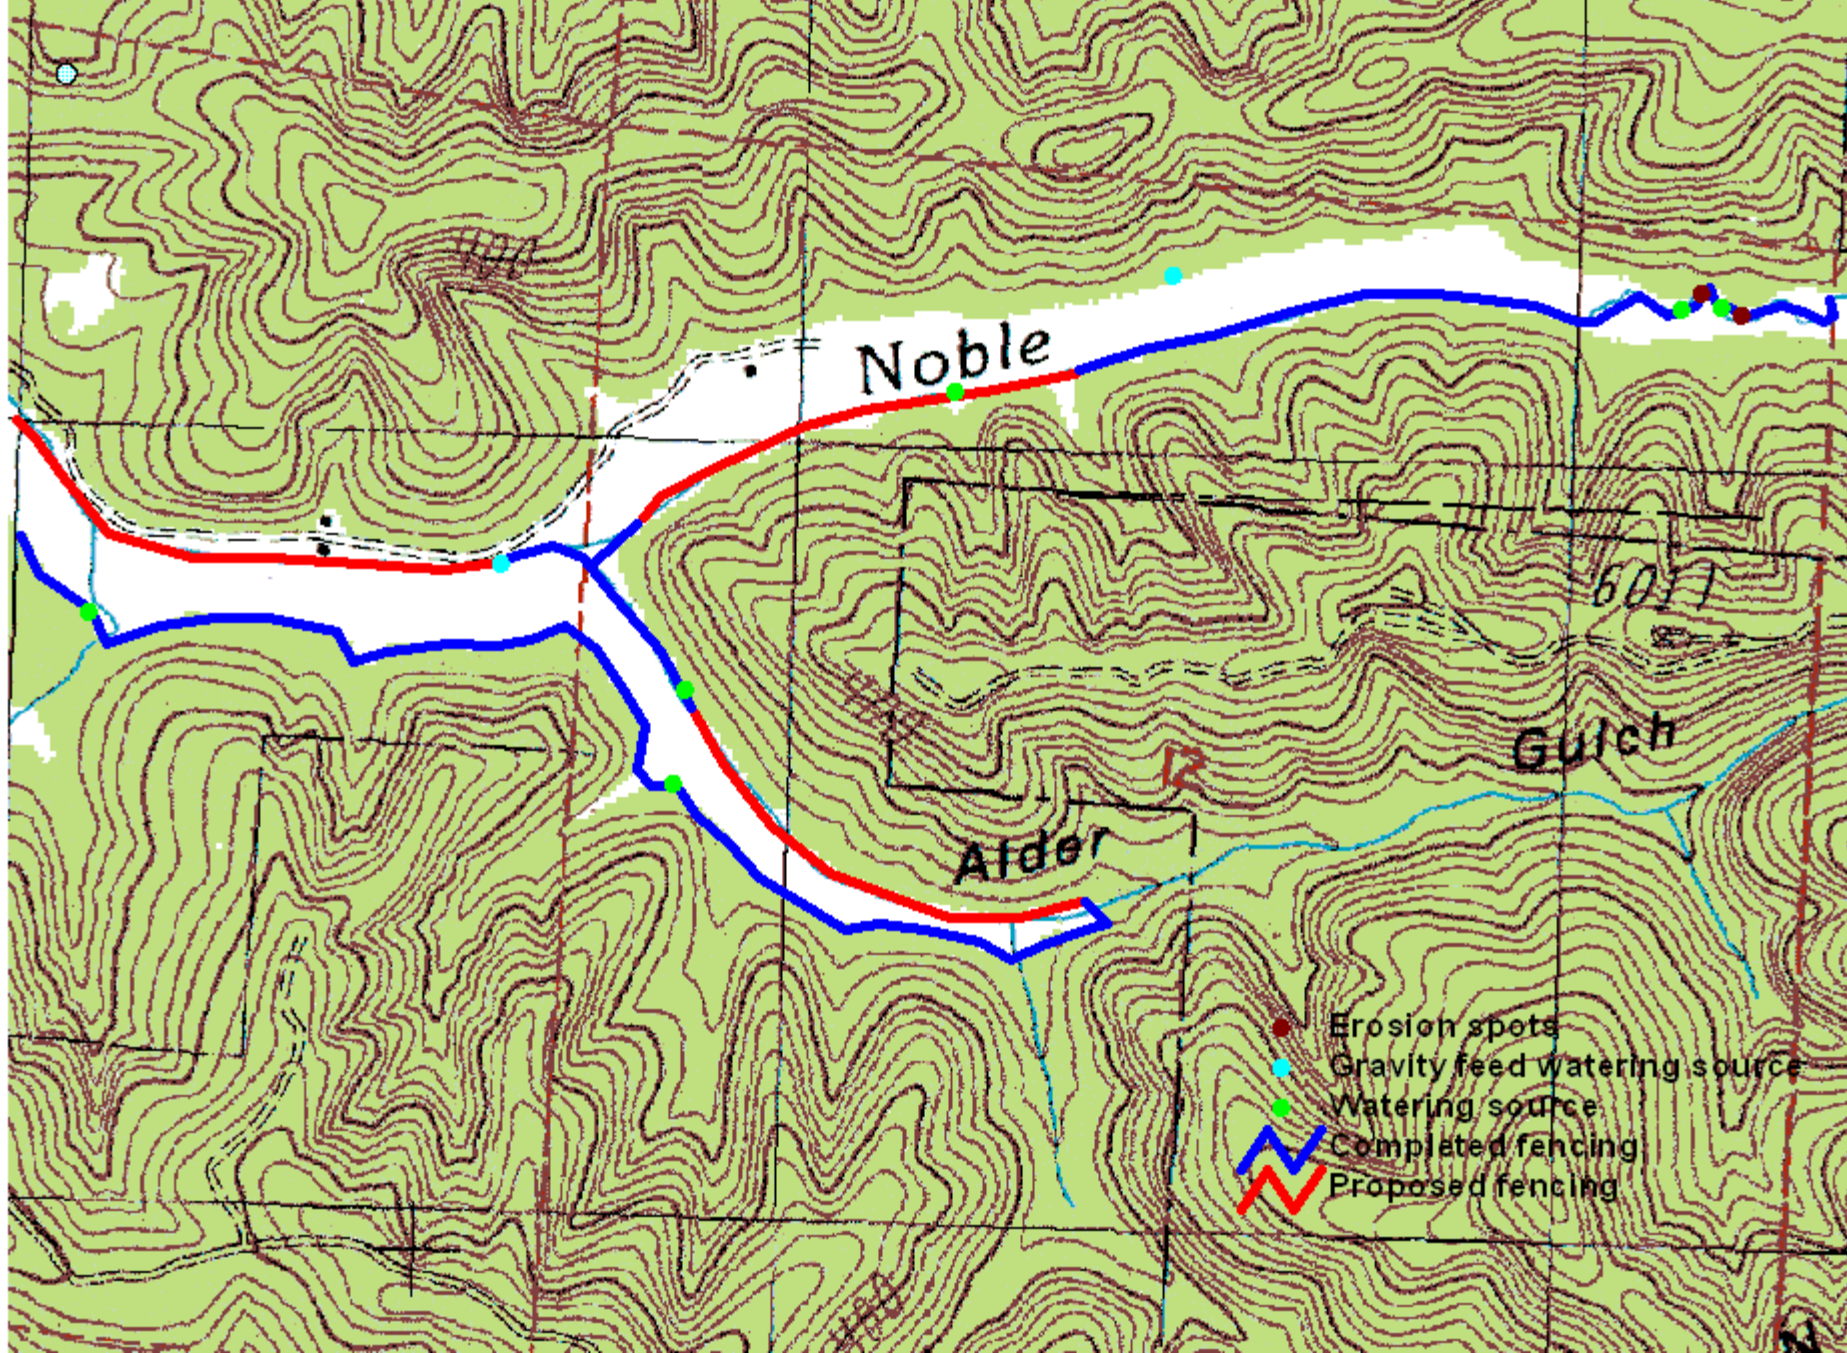 Noble
6011
Gulch
12
Alder
Erosion spots
Gravity feed watering source
Watering source
Completed fencing
Proposed fencing